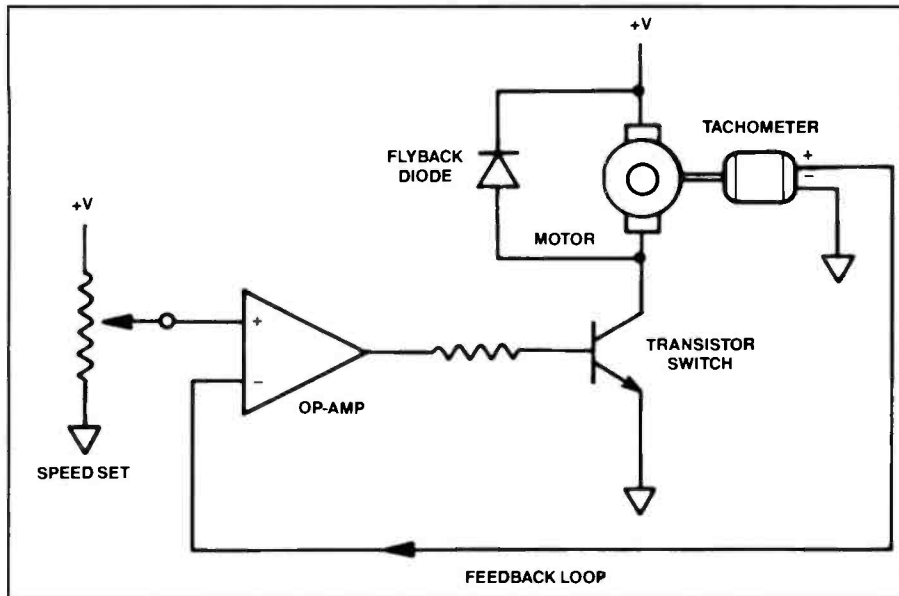 +V
TACHOMETER
+
−
FLYBACK
DIODE
MOTOR
+V
+
−
OP-AMP
TRANSISTOR
SWITCH
SPEED SET
FEEDBACK LOOP